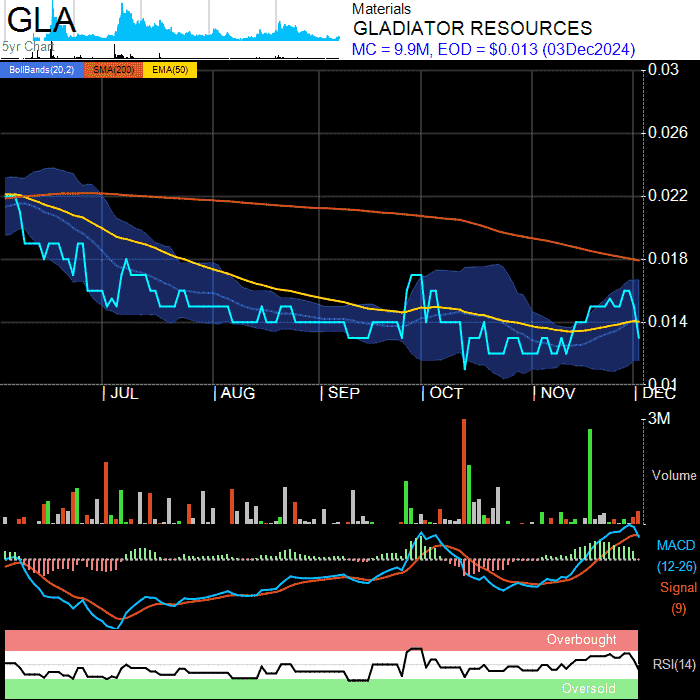 GLA
5yr Chart
Materials
GLADIATOR RESOURCES
MC = 9.9M, EOD = $0.013 (03Dec2024)
BollBands(20,2) SMA(200) EMA(50)
0.03
0.026
0.022
0.018
0.014
0.01
JUL AUG SEP OCT NOV DEC
3M
Volume
MACD
(12-26)
Signal
(9)
Overbought
RSI(14)
Oversold